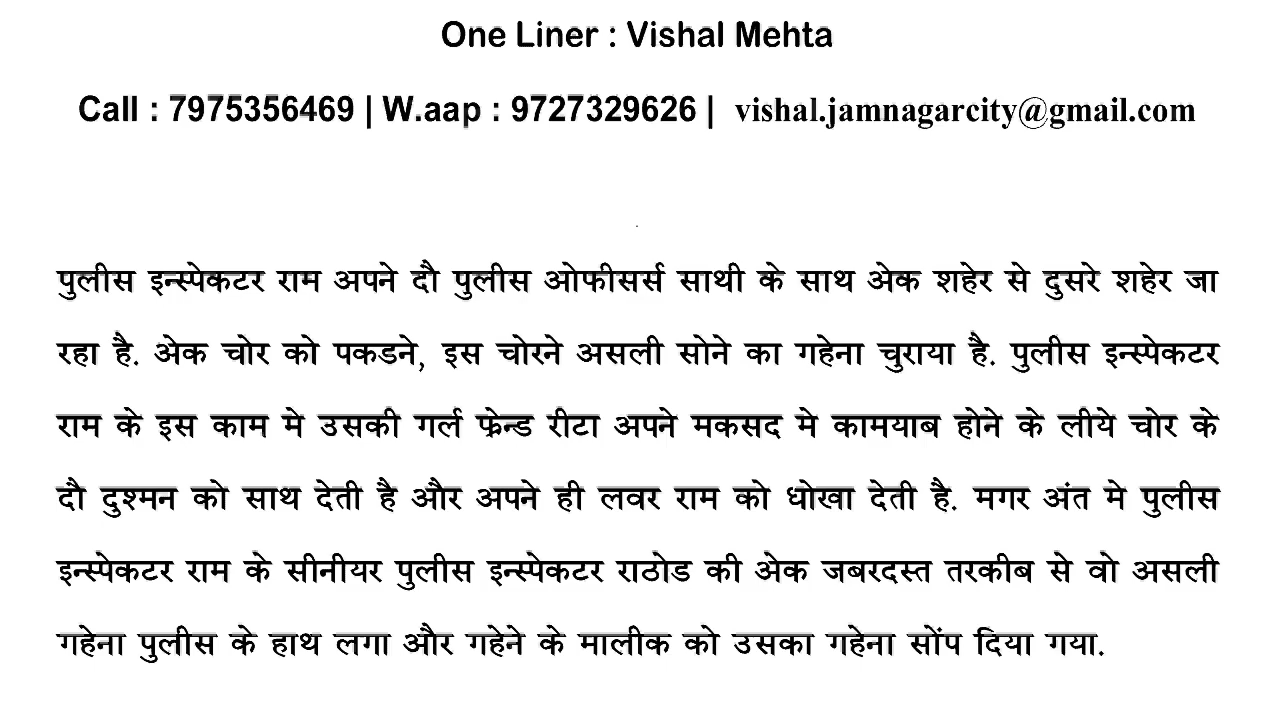 One Liner : Vishal Mehta
Call : 7975356469 | W.aap : 9727329626 | vishal.jamnagarcity@gmail.com
पुलीस इन्स्पेकटर राम अपने दौ पुलीस ओफीसर्स साथी के साथ अेक शहेर से दुसरे शहेर जा
रहा है. अेक चोर को पकडने, इस चोरने असली सोने का गहेना चुराया है. पुलीस इन्स्पेकटर
राम के इस काम मे उसकी गर्ल फ्रेन्ड रीटा अपने मकसद मे कामयाब होने के लीये चोर के
दौ दुश्मन को साथ देती है और अपने ही लवर राम को धोखा देती है. मगर अंत मे पुलीस
इन्स्पेकटर राम के सीनीयर पुलीस इन्स्पेकटर राठोड की अेक जबरदस्त तरकीब से वो असली
गहेना पुलीस के हाथ लगा और गहेने के मालीक को उसका गहेना सोंप दिया गया.